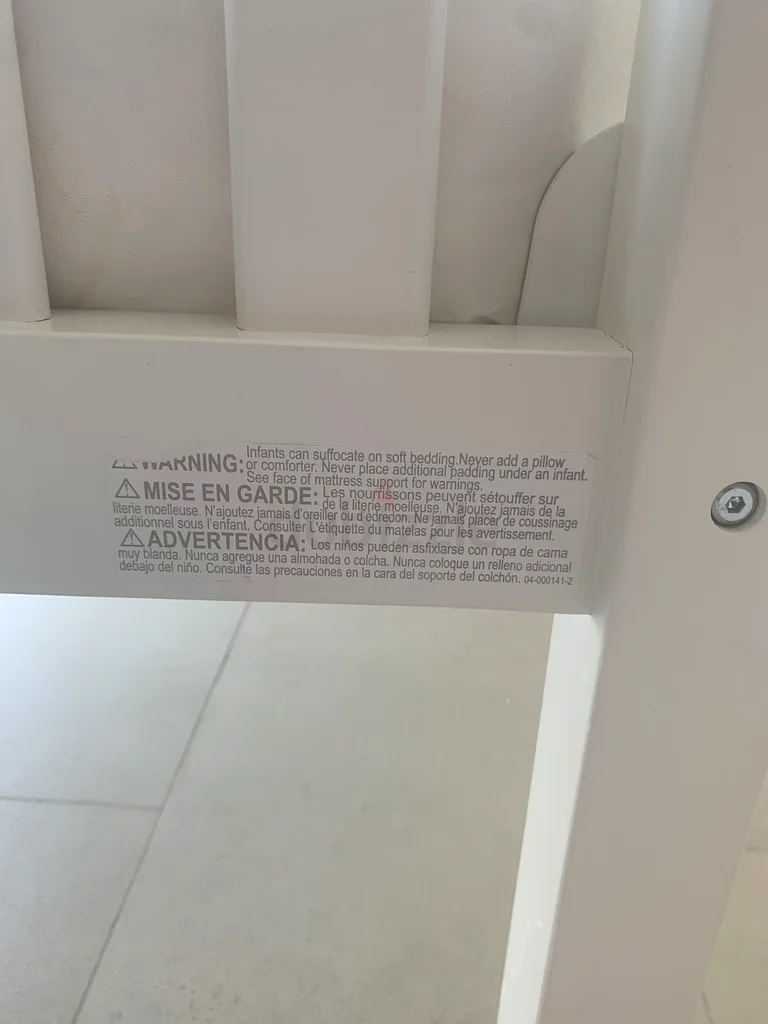 ⚠WARNING: Infants can suffocate on soft bedding.Never add a pillow
or comforter. Never place additional padding under an infant.
See face of mattress support for warnings.
⚠MISE EN GARDE: Les nourrissons peuvent sétouffer sur
de la literie moelleuse. N'ajoutez jamais de la
literie moelleuse. N'ajoutez jamais d'oreiller ou d'édredon. Ne jamais placer de coussinage
additionnel sous l'enfant. Consulter L'étiquette du matelas pour les avertissement.
⚠ADVERTENCIA: Los niños pueden asfixiarse con ropa de cama
muy blanda. Nunca agregue una almohada o colcha. Nunca coloque un relleno adicional
debajo del niño. Consulte las precauciones en la cara del soporte del colchón. 04-000141-2